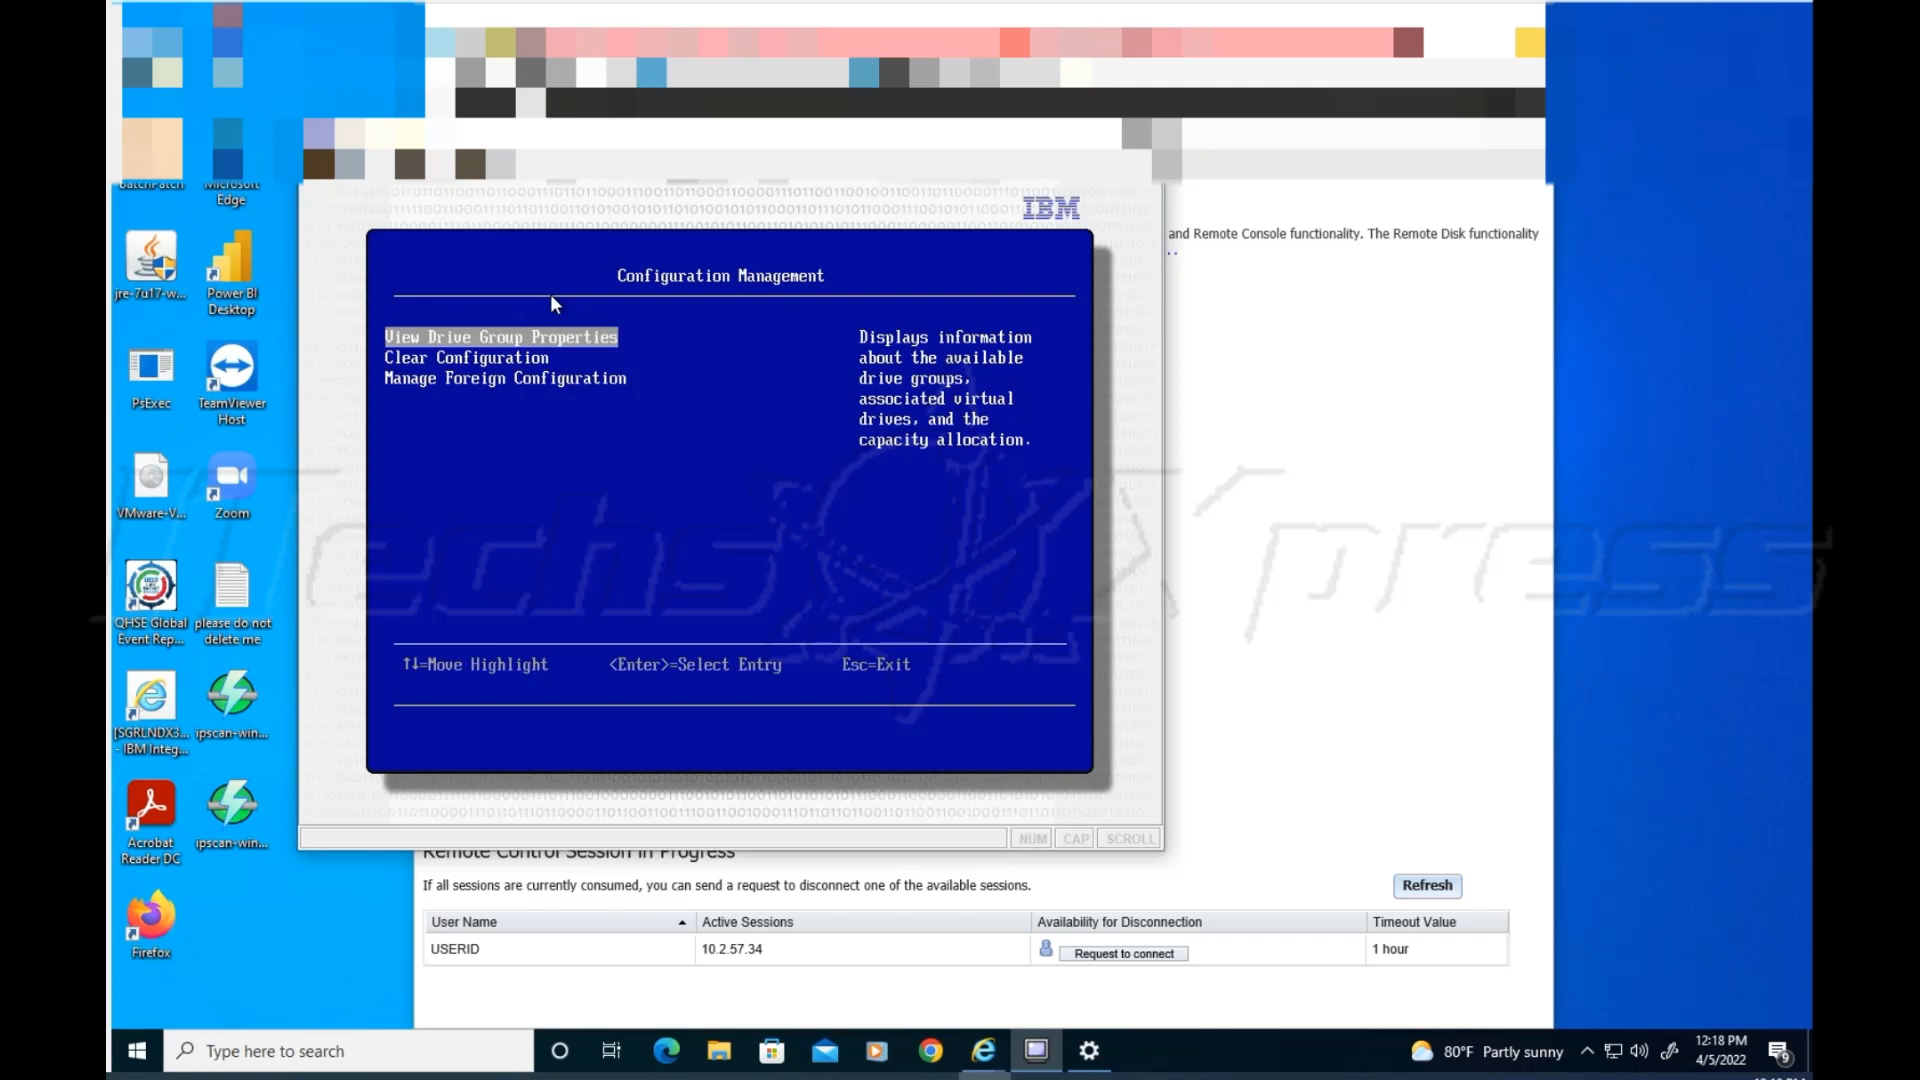 BatchPatch
Microsoft
Edge
IBM
and Remote Console functionality. The Remote Disk functionality
jre-7u17-w...
Power BI
Desktop
Configuration Management
View Drive Group Properties
Clear Configuration
Manage Foreign Configuration
Displays information
about the available
drive groups,
associated virtual
drives, and the
capacity allocation.
PsExec
TeamViewer
Host
VMware-V...
Zoom
ITechsXpress
QHSE Global
Event Rep...
please do not
delete me
↑↓=Move Highlight
<Enter>=Select Entry
Esc=Exit
[SGRLNDX3...
- IBM Integ...
ipscan-win...
Acrobat
Reader DC
ipscan-win...
NUM
CAP
SCROLL
Remote Control Session in Progress
If all sessions are currently consumed, you can send a request to disconnect one of the available sessions.
Refresh
User Name
Active Sessions
Availability for Disconnection
Timeout Value
USERID
10.2.57.34
Request to connect
1 hour
Firefox
Type here to search
80°F Partly sunny
12:18 PM
4/5/2022
9